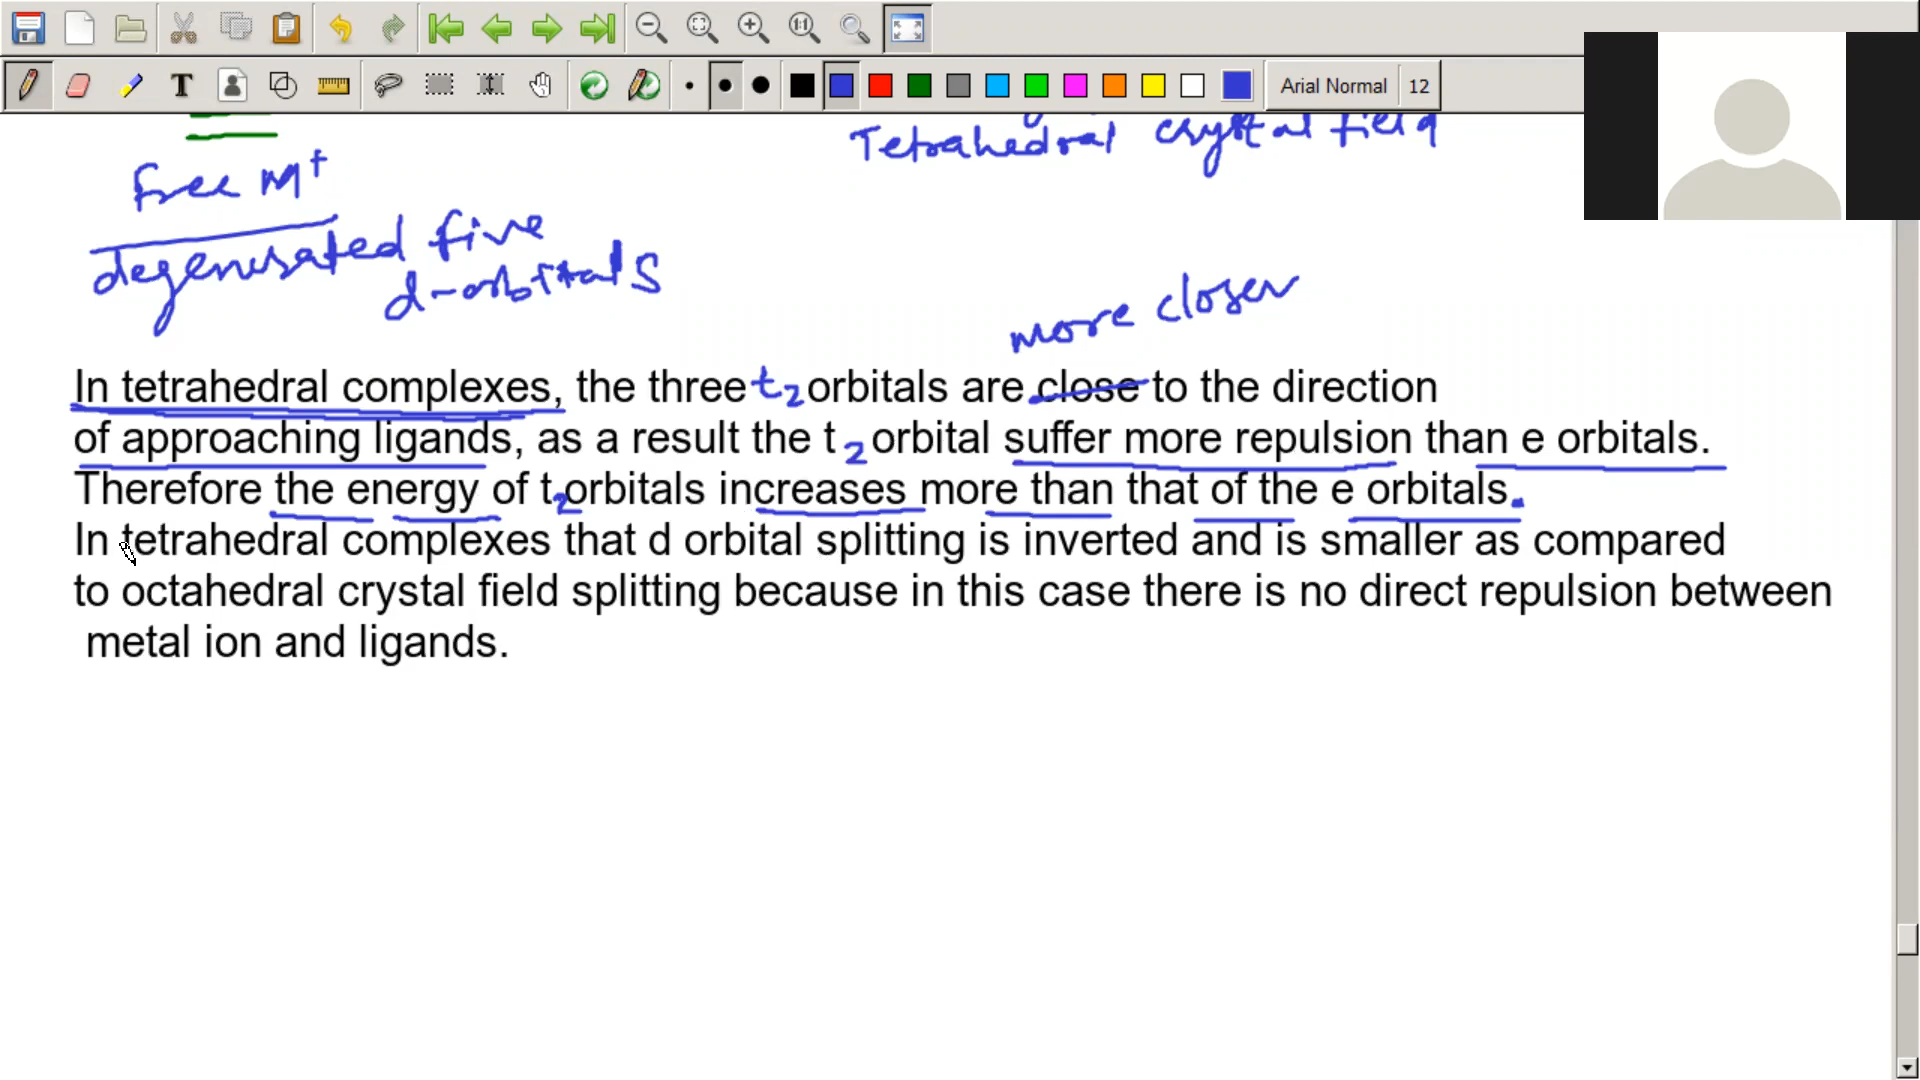 Arial Normal 12
Tetrahedral crystal field
free M+
degenerated five
d-orbitals
more closer
In tetrahedral complexes, the three t2 orbitals are close to the direction
of approaching ligands, as a result the t 2 orbital suffer more repulsion than e orbitals.
Therefore the energy of t2 orbitals increases more than that of the e orbitals.
In tetrahedral complexes that d orbital splitting is inverted and is smaller as compared
to octahedral crystal field splitting because in this case there is no direct repulsion between
metal ion and ligands.